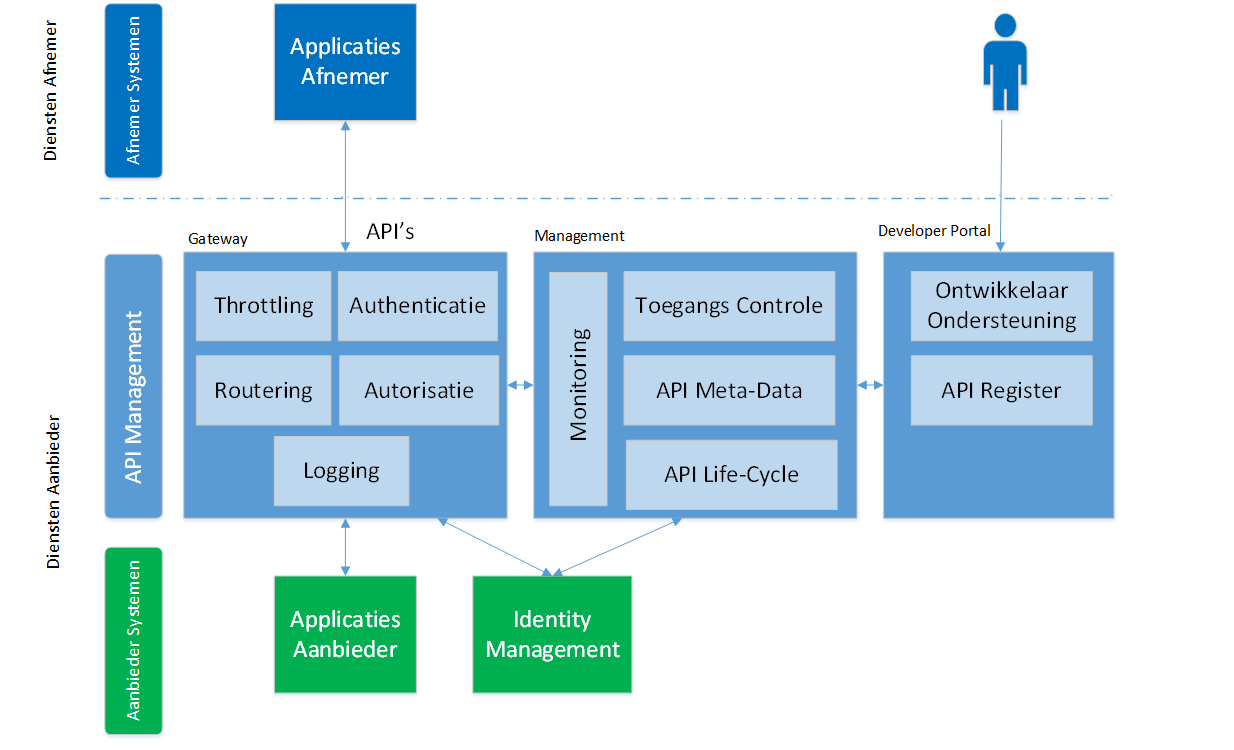 Diensten Afnemer
Afnemer Systemen
Applicaties
Afnemer
API's
Gateway
Management
Developer Portal
API Management
Throttling
Authenticatie
Routering
Autorisatie
Logging
Monitoring
Toegangs Controle
API Meta-Data
API Life-Cycle
Ontwikkelaar
Ondersteuning
API Register
Diensten Aanbieder
Aanbieder Systemen
Applicaties
Aanbieder
Identity
Management